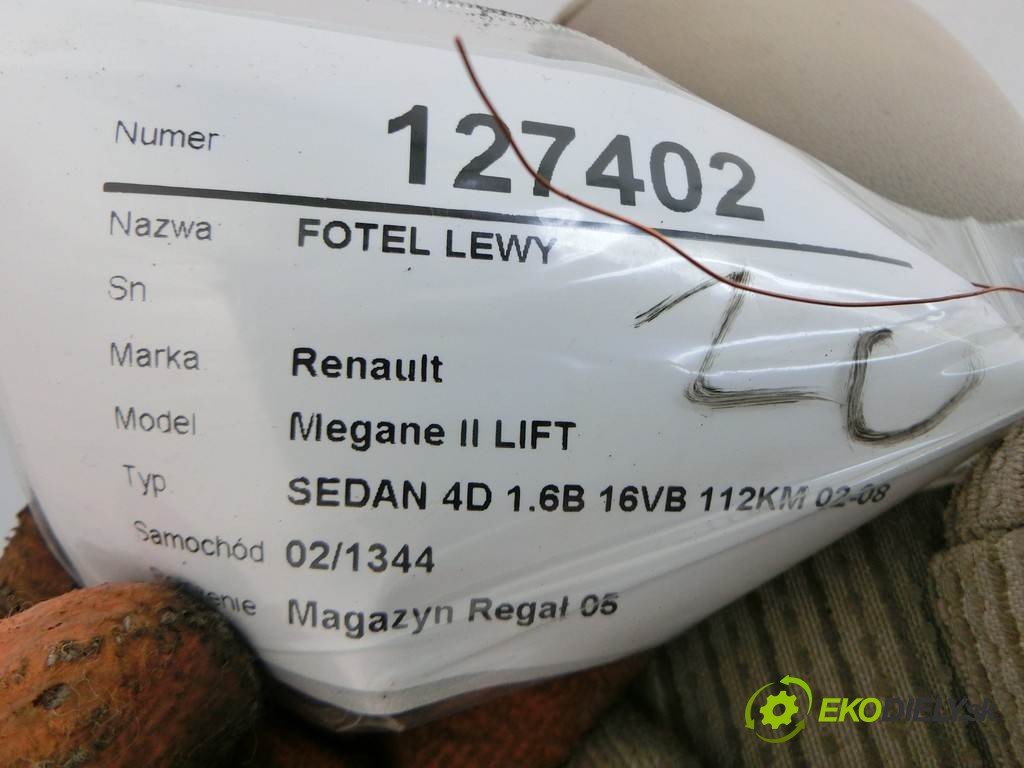 Numer 127402
Nazwa FOTEL LEWY
Sn
Marka Renault
Model Megane II LIFT
Typ SEDAN 4D 1.6B 16VB 112KM 02-08
Samochód 02/1344
Magazyn Regał 05
EKODIELY.SK